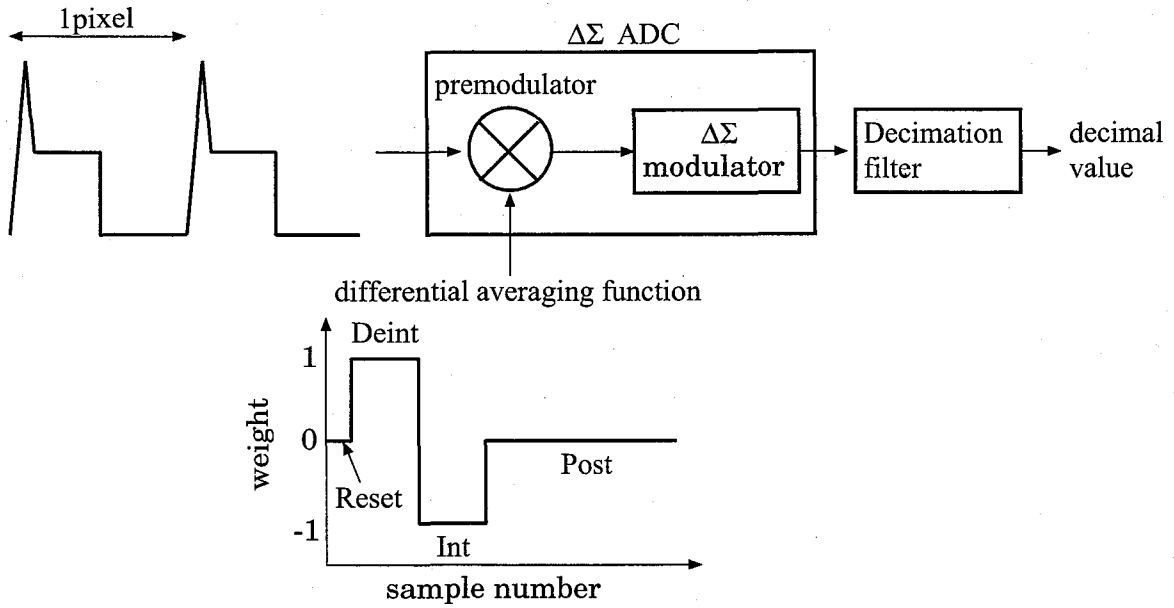 1pixel
ΔΣ ADC
premodulator
ΔΣ
modulator
Decimation
filter
decimal
value
differential averaging function
Deint
1
0
-1
weight
Reset
Post
Int
sample number